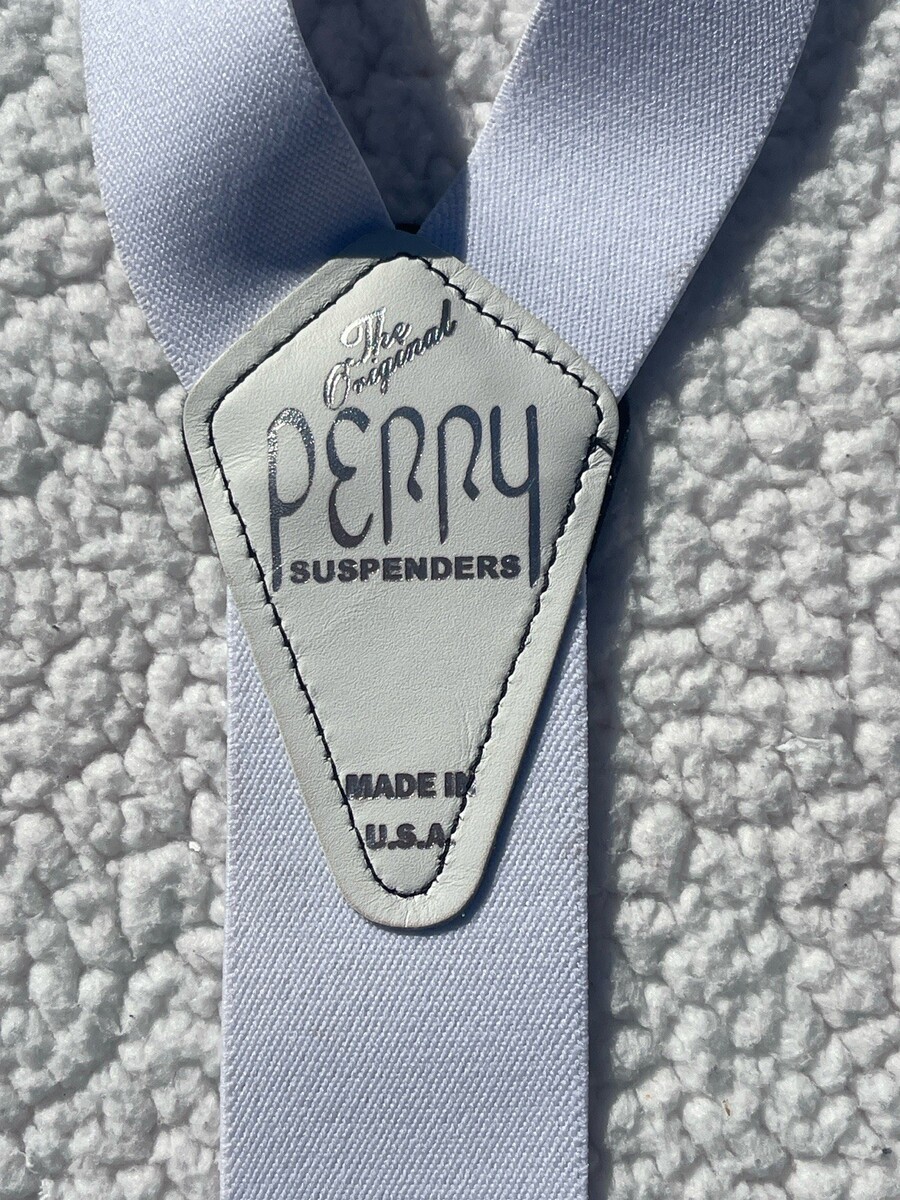 The
Original
PERRY
SUSPENDERS
MADE IN
U.S.A.